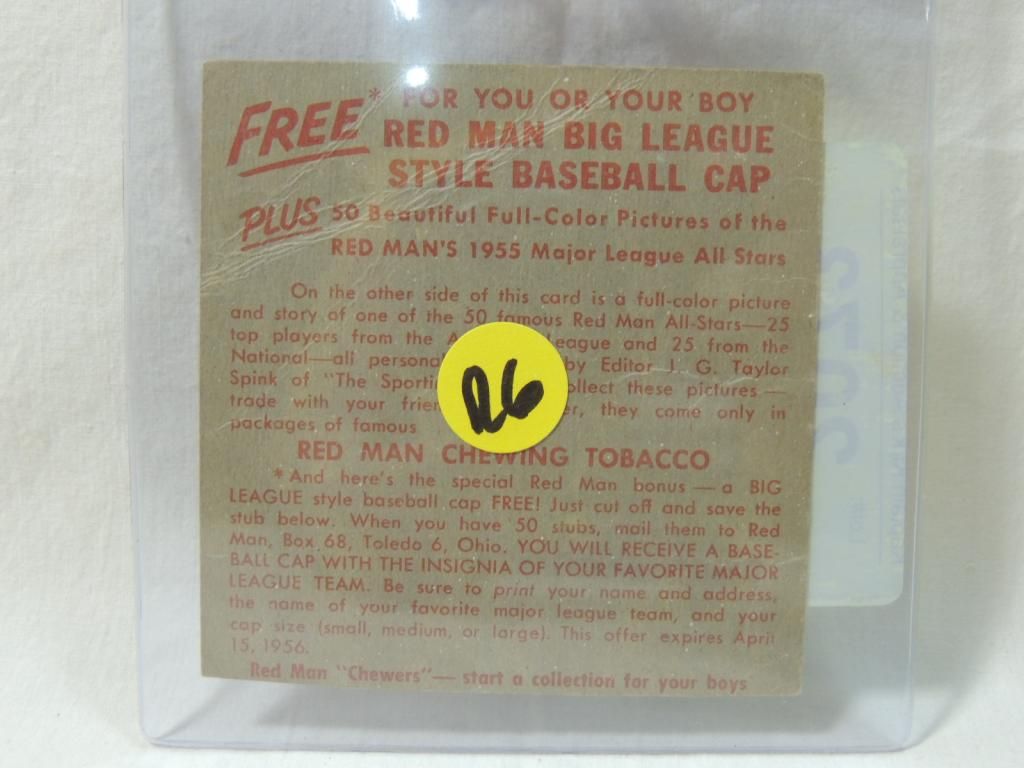 FREE* FOR YOU OR YOUR BOY
RED MAN BIG LEAGUE
STYLE BASEBALL CAP
PLUS 50 Beautiful Full-Color Pictures of the
RED MAN'S 1955 Major League All Stars
On the other side of this card is a full-color picture
and story of one of the 50 famous Red Man All-Stars—25
top players from the A League and 25 from the
National—all personal by Editor J. G. Taylor
Spink of "The Sporti ollect these pictures—
trade with your frien er, they come only in
packages of famous
R6
RED MAN CHEWING TOBACCO
*And here's the special Red Man bonus—a BIG
LEAGUE style baseball cap FREE! Just cut off and save the
stub below. When you have 50 stubs, mail them to Red
Man, Box 68, Toledo 6, Ohio. YOU WILL RECEIVE A BASE-
BALL CAP WITH THE INSIGNIA OF YOUR FAVORITE MAJOR
LEAGUE TEAM. Be sure to print your name and address,
the name of your favorite major league team, and your
cap size (small, medium, or large). This offer expires April
15, 1956.
Red Man "Chewers"—start a collection for your boys